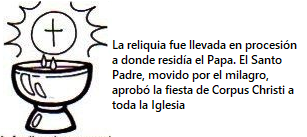 La reliquia fue llevada en procesión
a donde residía el Papa. El Santo
Padre, movido por el milagro,
aprobó la fiesta de Corpus Christi a
toda la Iglesia